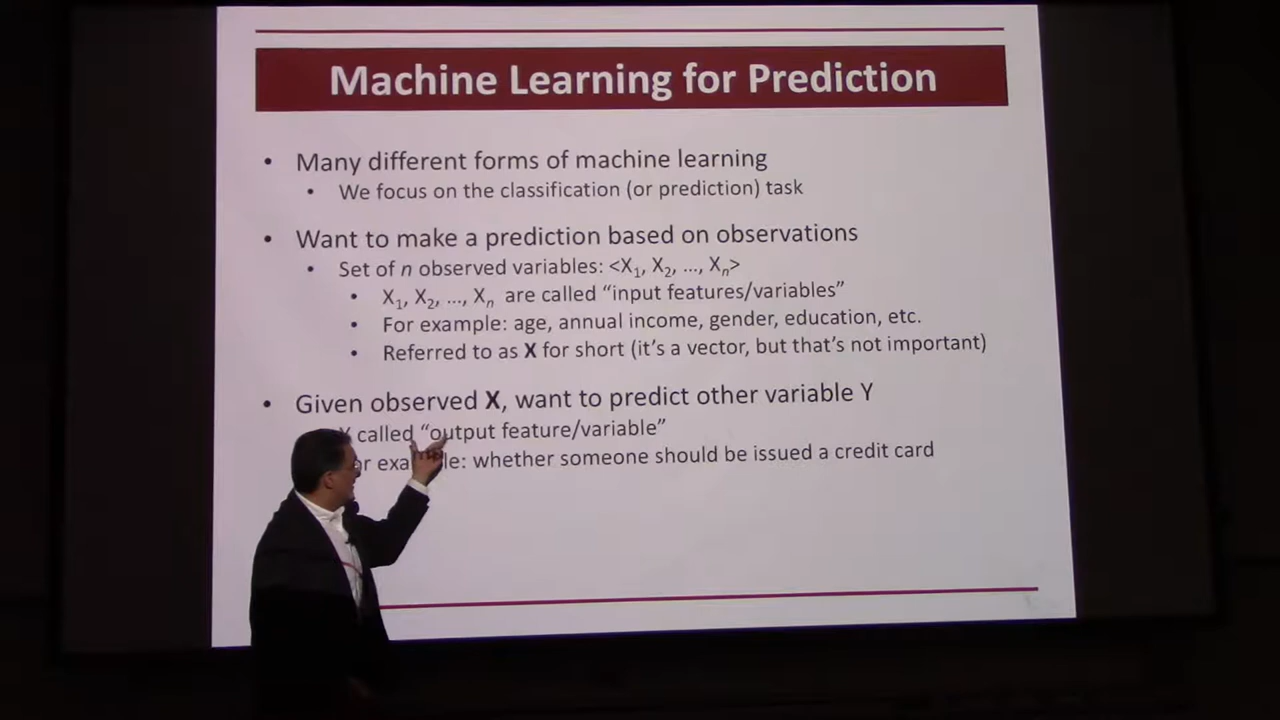 Machine Learning for Prediction
• Many different forms of machine learning
• We focus on the classification (or prediction) task
• Want to make a prediction based on observations
• Set of n observed variables: <X₁, X₂, …, Xₙ>
• X₁, X₂, …, Xₙ are called “input features/variables”
• For example: age, annual income, gender, education, etc.
• Referred to as X for short (it’s a vector, but that’s not important)
• Given observed X, want to predict other variable Y
Y called “output feature/variable”
or example: whether someone should be issued a credit card